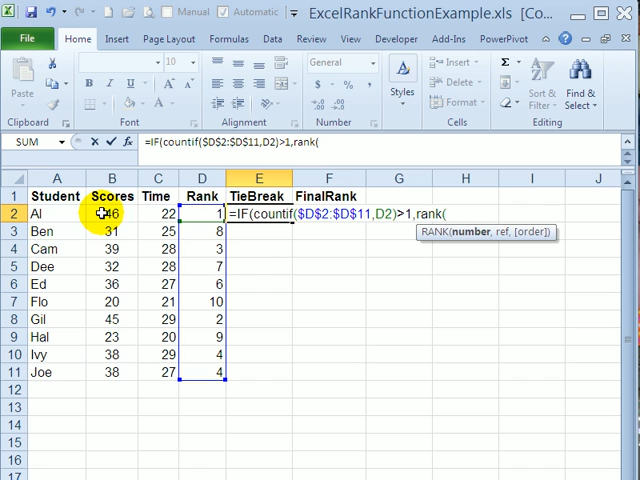 Manual Automatic ExcelRankFunctionExample.xls [Co...
File Home Insert Page Layout Formulas Data Review View Developer Add-Ins PowerPivot
Paste
General
Styles
Insert
Delete
Format
Sort & Filter
Find & Select
Clipboard Font Alignment Number Cells Editing
SUM =IF(countif($D$2:$D$11,D2)>1,rank(
A B C D E F G H I J
1 Student Scores Time Rank TieBreak FinalRank
2 Al 46 22 1 =IF(countif($D$2:$D$11,D2)>1,rank(
3 Ben 31 25 8
RANK(number, ref, [order])
4 Cam 39 28 3
5 Dee 32 28 7
6 Ed 36 27 6
7 Flo 20 21 10
8 Gil 45 29 2
9 Hal 23 20 9
10 Ivy 38 29 4
11 Joe 38 27 4
12
13
14
15
16
17